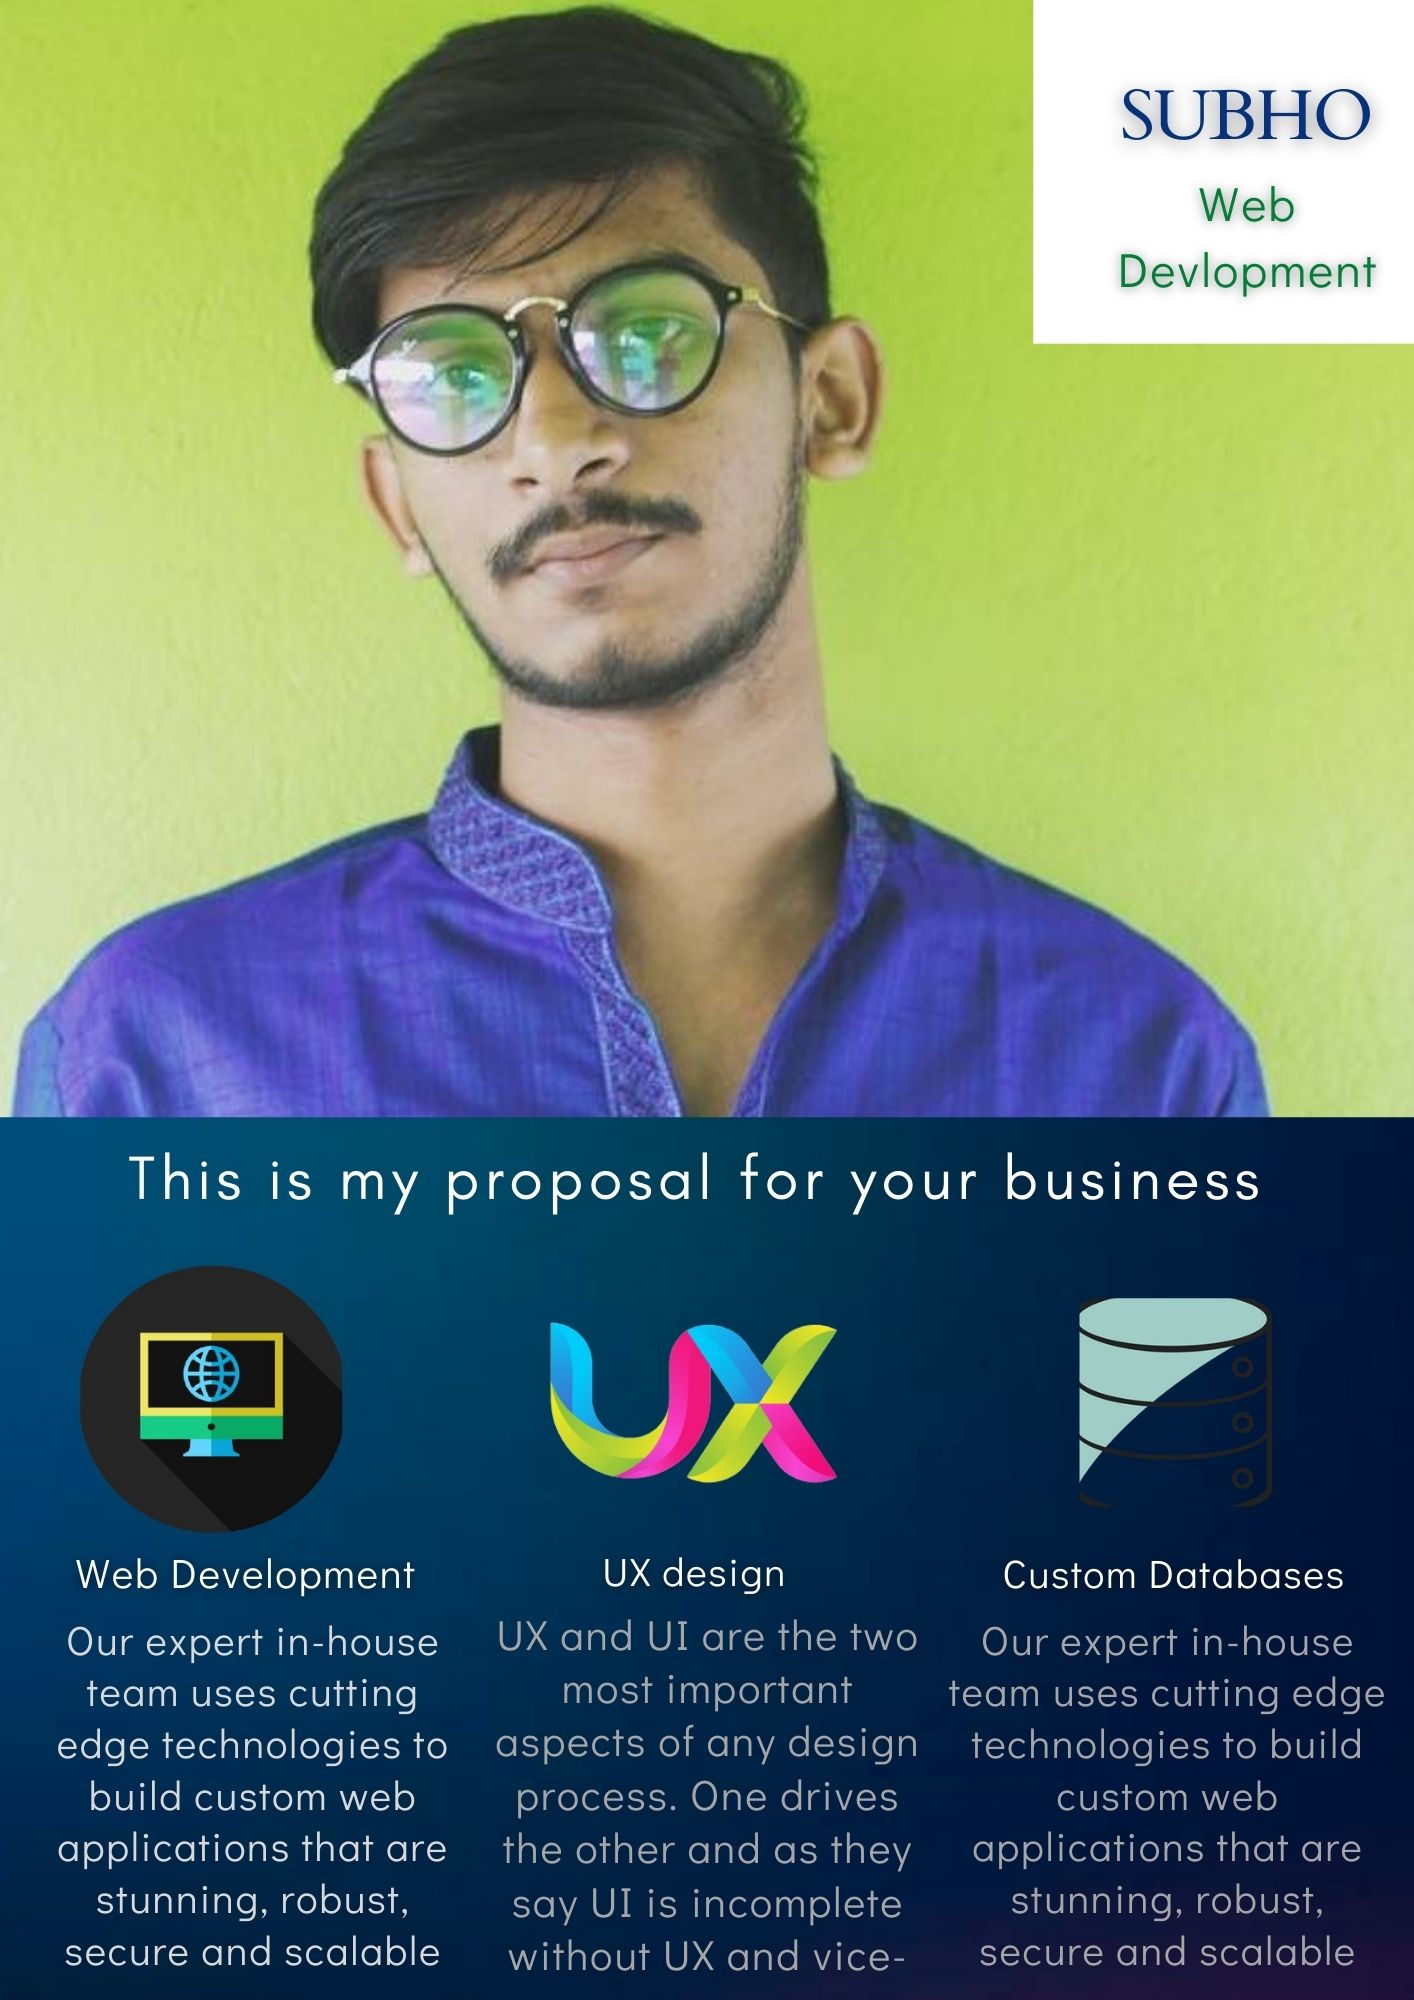 SUBHO
Web
Devlopment
This is my proposal for your business
UX
Web Development
Our expert in-house
team uses cutting
edge technologies to
build custom web
applications that are
stunning, robust,
secure and scalable
UX design
UX and UI are the two
most important
aspects of any design
process. One drives
the other and as they
say UI is incomplete
without UX and vice-
Custom Databases
Our expert in-house
team uses cutting edge
technologies to build
custom web
applications that are
stunning, robust,
secure and scalable